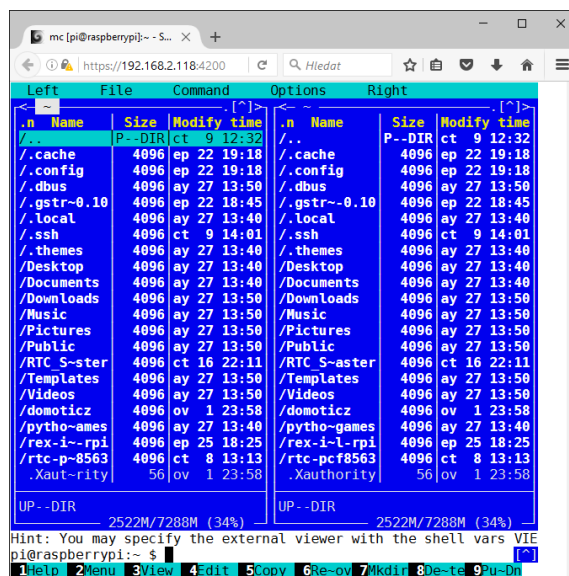 mc [pi@raspberrypi]:~ - S...
https://192.168.2.118:4200 Hledat
Left File Command Options Right
<─ ~ ─.[^]> <─ ~ ─.[^]>
.n Name Size Modify time .n Name Size Modify time
/.. P--DIR ct 9 12:32 /.. P--DIR ct 9 12:32
/.cache 4096 ep 22 19:18 /.cache 4096 ep 22 19:18
/.config 4096 ep 22 19:18 /.config 4096 ep 22 19:18
/.dbus 4096 ay 27 13:50 /.dbus 4096 ay 27 13:50
/.gstr~0.10 4096 ep 22 18:45 /.gstr~-0.10 4096 ep 22 18:45
/.local 4096 ay 27 13:40 /.local 4096 ay 27 13:40
/.ssh 4096 ct 9 14:01 /.ssh 4096 ct 9 14:01
/.themes 4096 ay 27 13:40 /.themes 4096 ay 27 13:40
/Desktop 4096 ay 27 13:40 /Desktop 4096 ay 27 13:40
/Documents 4096 ay 27 13:40 /Documents 4096 ay 27 13:40
/Downloads 4096 ay 27 13:50 /Downloads 4096 ay 27 13:50
/Music 4096 ay 27 13:50 /Music 4096 ay 27 13:50
/Pictures 4096 ay 27 13:50 /Pictures 4096 ay 27 13:50
/Public 4096 ay 27 13:50 /Public 4096 ay 27 13:50
/RTC_S~ster 4096 ct 16 22:11 /RTC_S~aster 4096 ct 16 22:11
/Templates 4096 ay 27 13:50 /Templates 4096 ay 27 13:50
/Videos 4096 ay 27 13:50 /Videos 4096 ay 27 13:50
/domoticz 4096 ov 1 23:58 /domoticz 4096 ov 1 23:58
/pytho~ames 4096 ay 27 13:40 /pytho~games 4096 ay 27 13:40
/rex-i~-rpi 4096 ep 25 18:25 /rex-i~l-rpi 4096 ep 25 18:25
/rtc-p~8563 4096 ct 8 13:13 /rtc-pcf8563 4096 ct 8 13:13
.Xaut~rity 56 ov 1 23:58 .Xauthority 56 ov 1 23:58
UP--DIR UP--DIR
2522M/7288M (34%) 2522M/7288M (34%)
Hint: You may specify the external viewer with the shell vars VIE
pi@raspberrypi:~ $ [^]
1Help 2Menu 3View 4Edit 5Copy 6Re~ov 7Mkdir 8De~te 9Pu~Dn